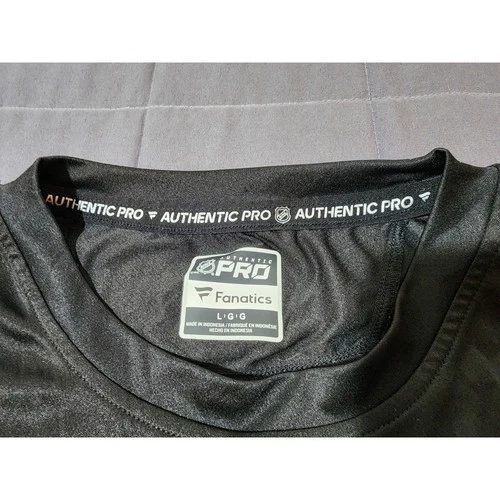 AUTHENTIC PRO AUTHENTIC PRO AUTHENTIC PRO
AUTHENTIC
PRO
Fanatics
L·G·G
MADE IN INDONESIA / FABRIQUÉ EN INDONÉSIE
HECHO EN INDONESIA